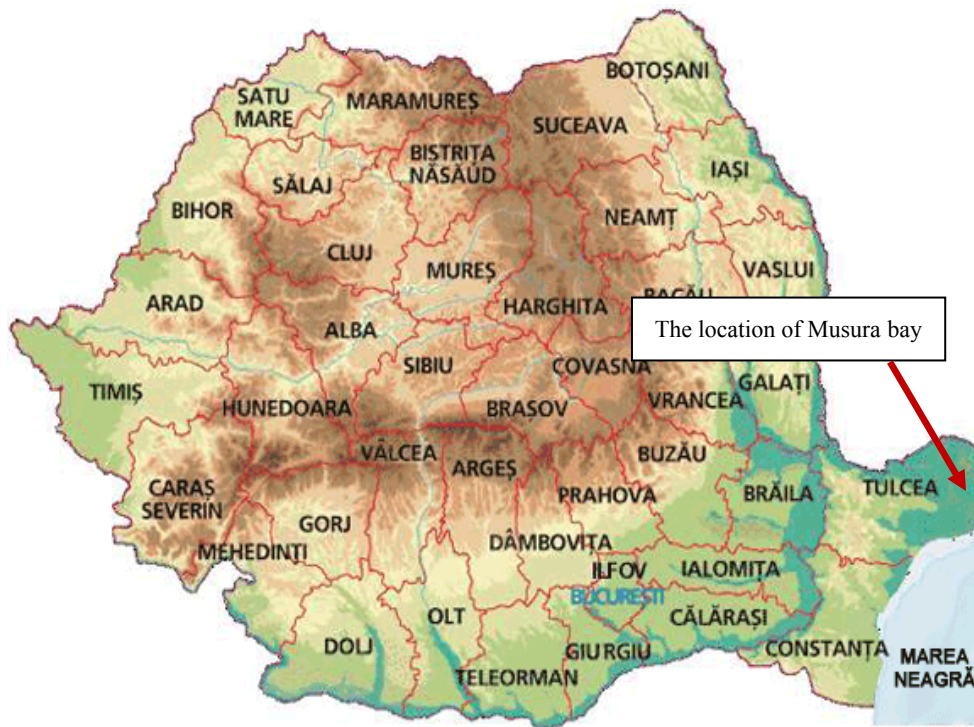 BOTOȘANI
SATU
MARE
MARAMUREȘ
SUCEAVA
BISTRIȚA
NĂSĂUD
IAȘI
SĂLAJ
BIHOR
NEAMȚ
CLUJ
MUREȘ
VASLUI
ARAD
HARGHITA
BACĂU
ALBA
The location of Musura bay
SIBIU
COVASNA
TIMIȘ
GALAȚI
HUNEDOARA
BRAȘOV
VRANCEA
VÂLCEA
ARGEȘ
BUZĂU
CARAȘ
SEVERIN
PRAHOVA
BRĂILA
TULCEA
GORJ
MEHEDINȚI
DÂMBOVIȚA
ILFOV
IALOMIȚA
BUCUREȘTI
OLT
CĂLĂRAȘI
DOLJ
GIURGIU
CONSTANȚA
TELEORMAN
MAREA
NEAGRĂ